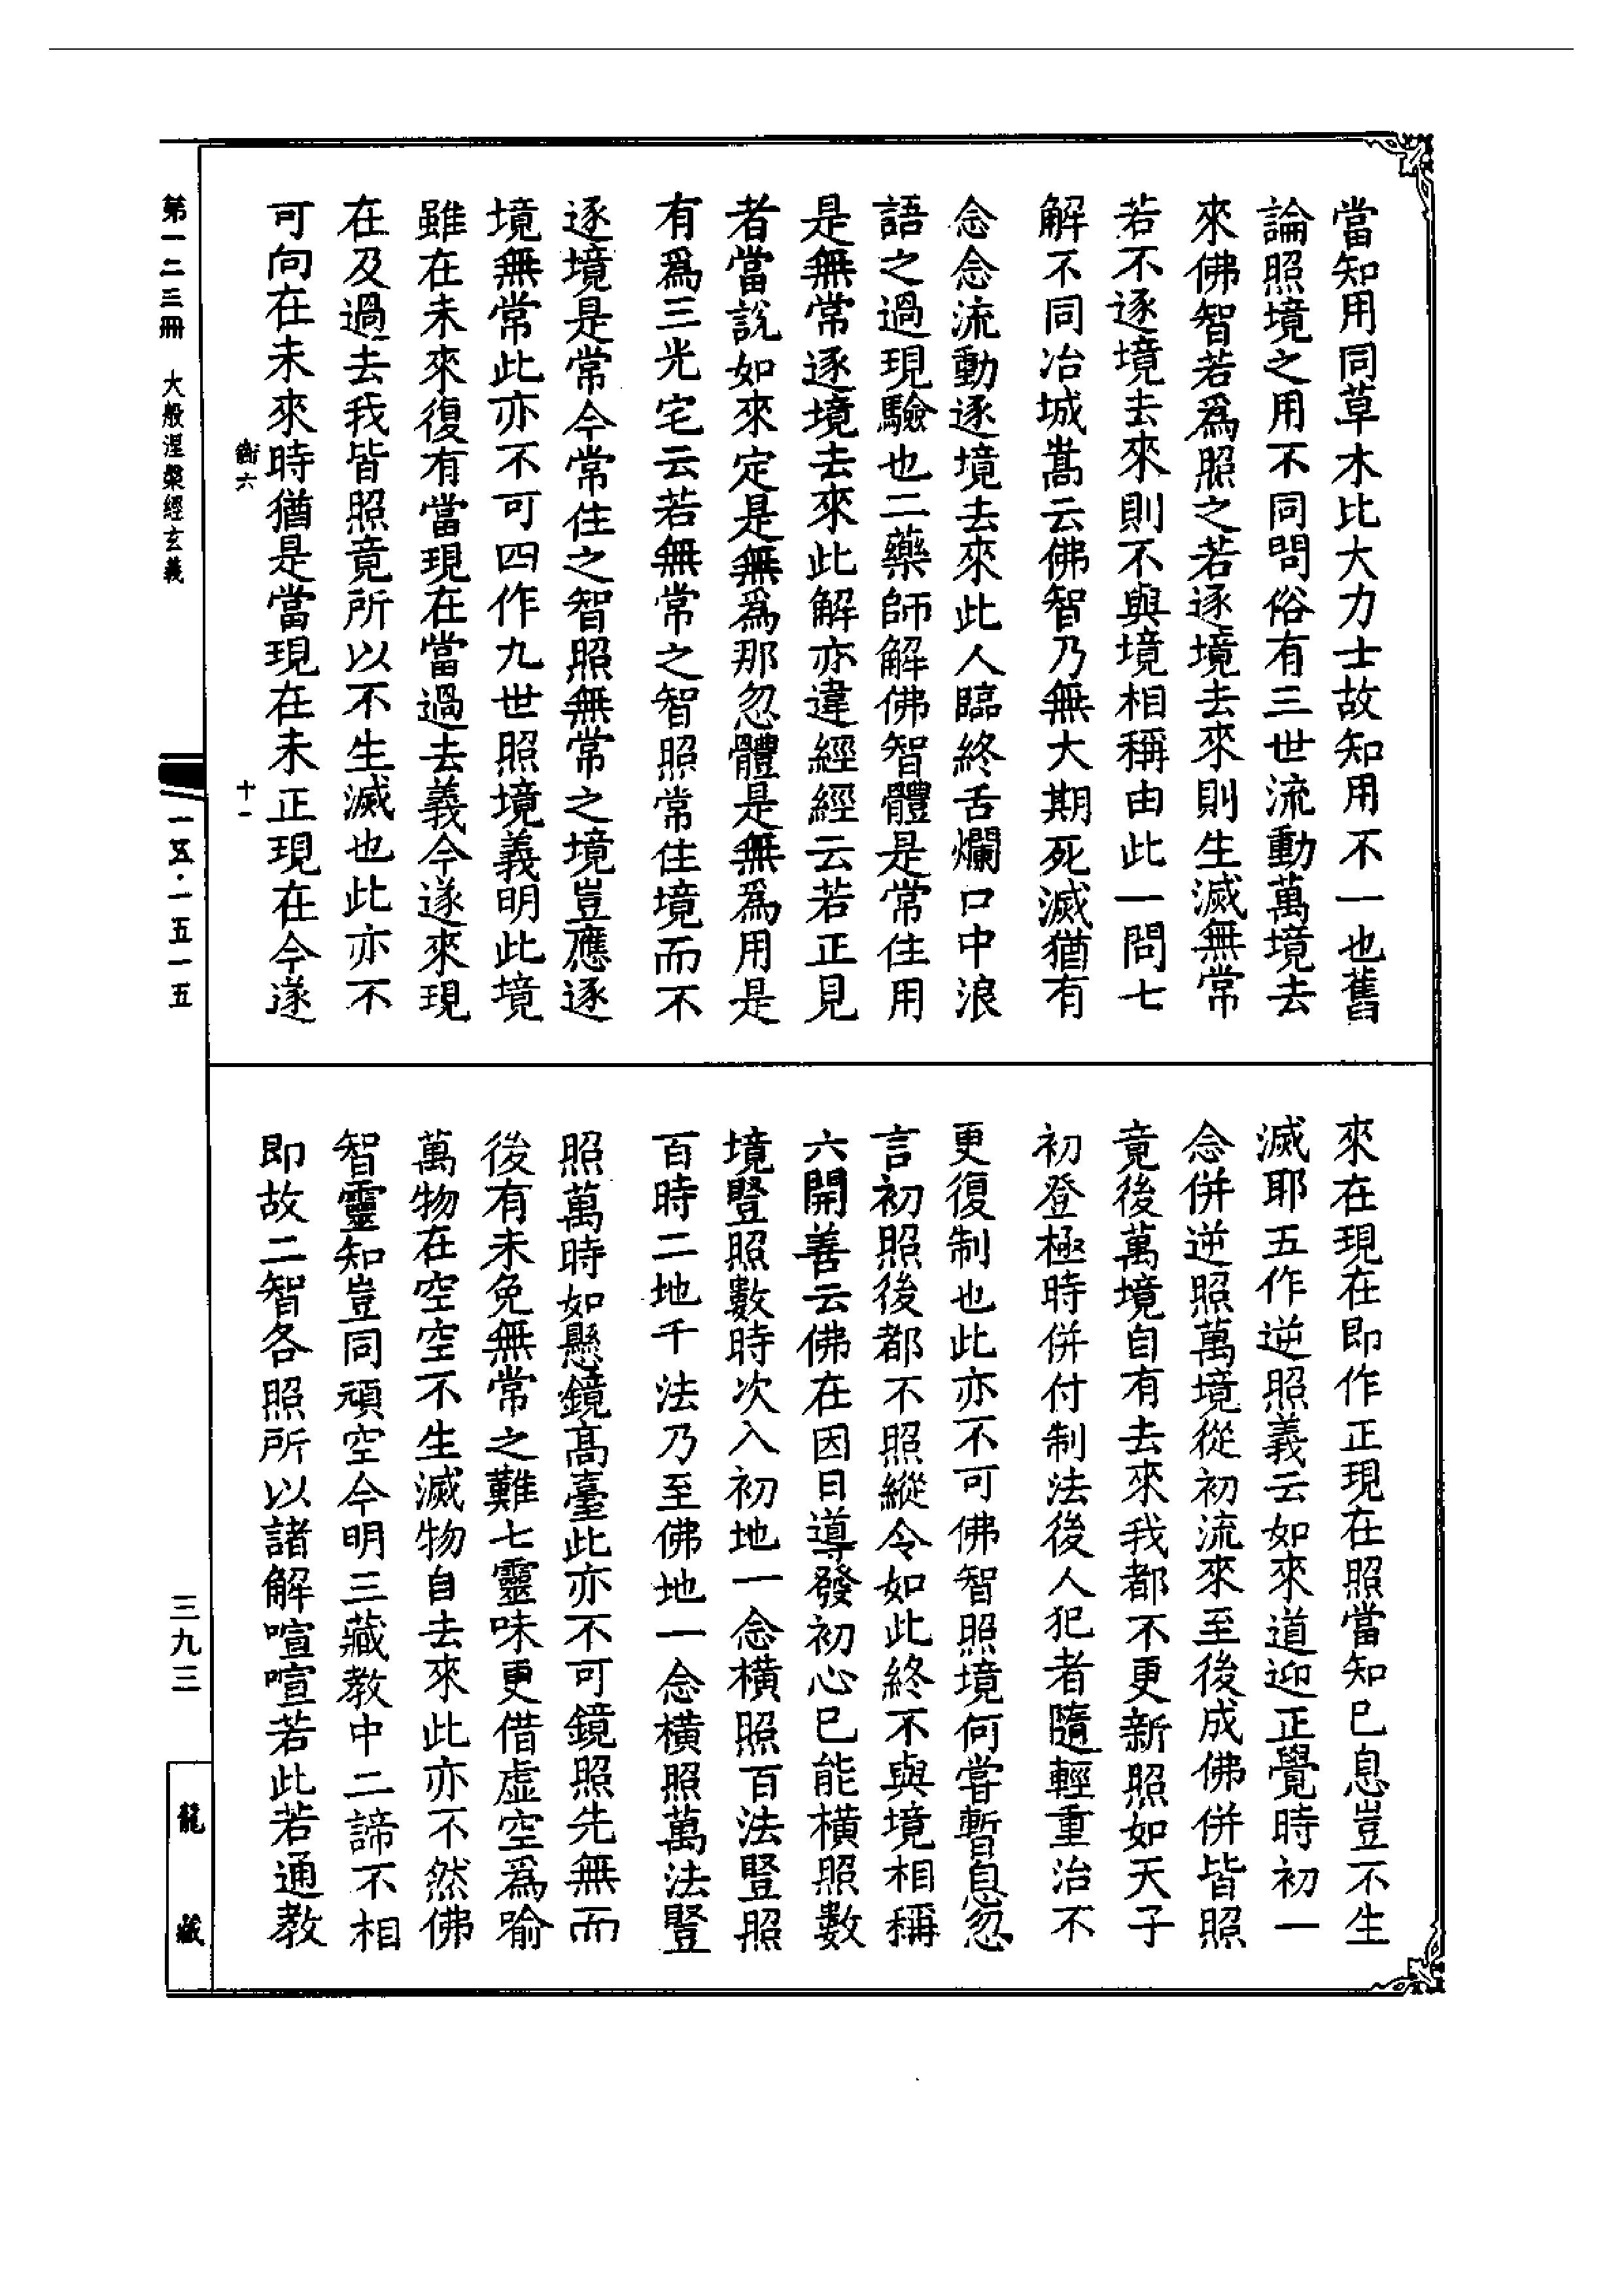 當知用同草木比大力士故知用不一也舊
論照境之用不同問俗有三世流動萬境去
來佛智若爲照之若逐境去來則生滅無常
若不逐境去來則不與境相稱由此一問七
解不同冶城嵩云佛智乃無大期死滅猶有
念念流動逐境去來此人臨終舌爛口中浪
語之過現驗也二藥師解佛智體是常住用
是無常逐境去來此解亦違經經云若正見
者當說如來定是無爲那忽體是無爲用是
有爲三光宅云若無常之智照常住境而不
逐境是常今常住之智照無常之境豈應逐
境無常此亦不可四作九世照境義明此境
雖在未來復有當現在當過去義今遂來現
在及過去我皆照竟所以不生滅也此亦不
可向在未來時猶是當現在未正現在今遂
來在現在即作正現在照當知已息豈不生
滅耶五作逆照義云如來道迎正覺時初一
念併逆照萬境從初流來至後成佛併皆照
竟後萬境自有去來我都不更新照如天子
初登極時併付制法後人犯者隨輕重治不
更復制也此亦不可佛智照境何甞暫息忽
言初照後都不照縱令如此終不與境相稱
六開善云佛在因日導發初心已能橫照數
境豎照數時次入初地一念橫照百法豎照
百時二地千法乃至佛地一念橫照萬法豎
照萬時如懸鏡高臺此亦不可鏡照先無而
後有未免無常之難七靈味更借虛空爲喻
萬物在空空不生滅物自去來此亦不然佛
智靈知豈同頑空今明三藏教中二諦不相
即故二智各照所以諸解喧喧若此若通教
衘六 十一
第一二三冊 大般涅槃經玄義
一五·一五一五
三九三
龍藏